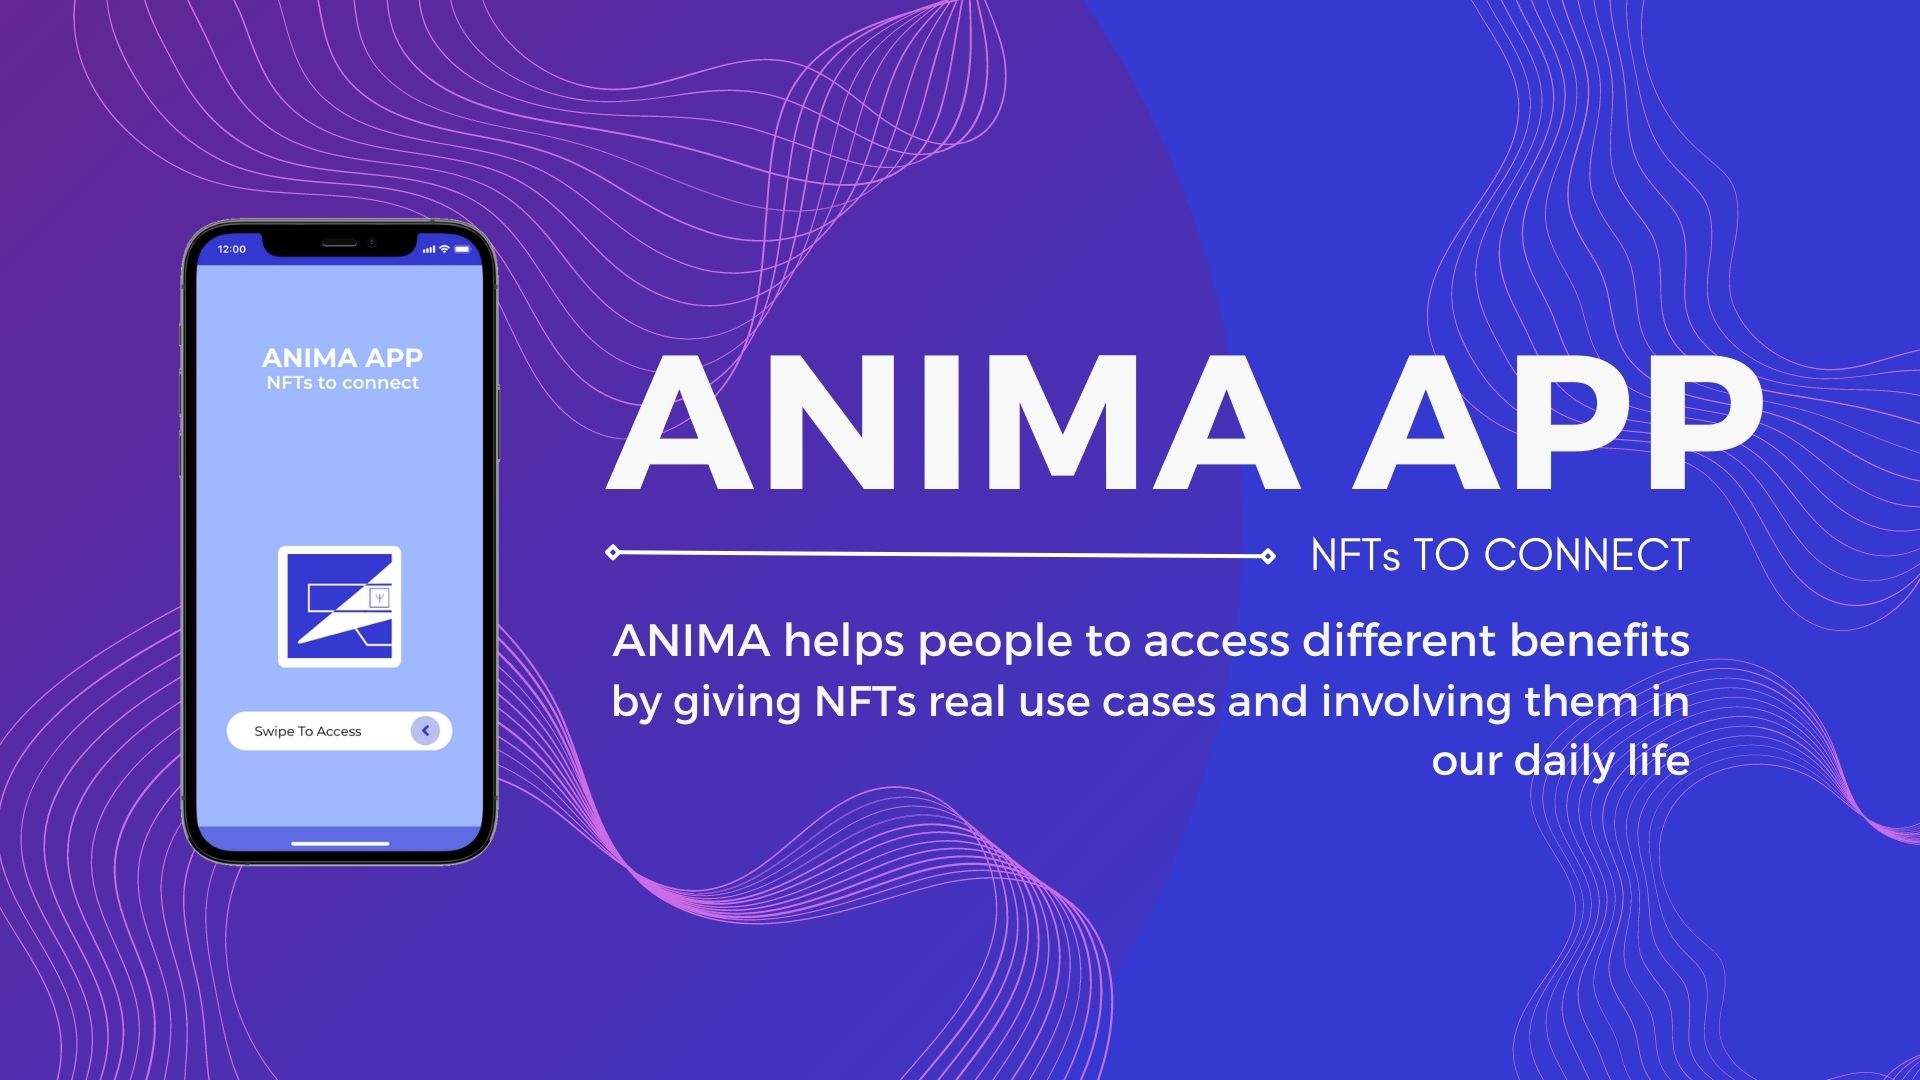 12:00
ANIMA APP
NFTs to connect
Swipe To Access
ANIMA APP
NFTs TO CONNECT
ANIMA helps people to access different benefits
by giving NFTs real use cases and involving them in
our daily life